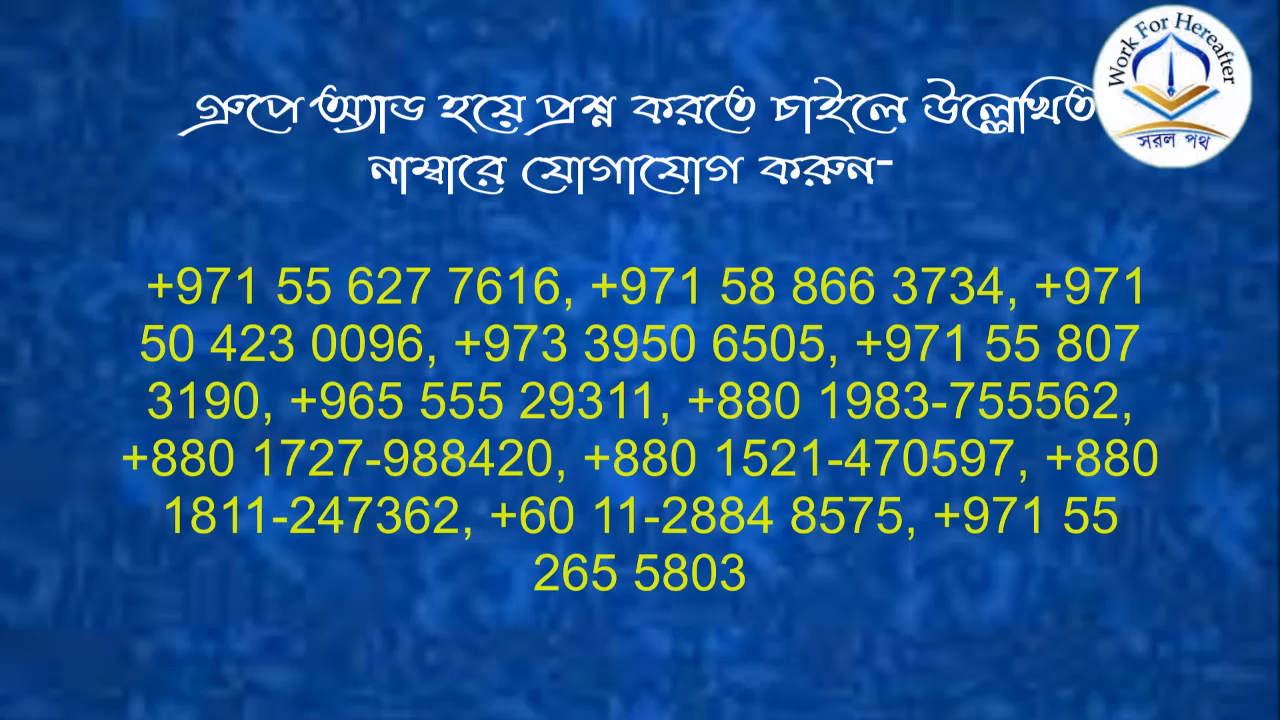 Work For Hereafter
সরল পথ
গ্রুপে অ্যাড হয়ে প্রশ্ন করতে চাইলে উল্লেখিত
নাম্বারে যোগাযোগ করুন-
+971 55 627 7616, +971 58 866 3734, +971
50 423 0096, +973 3950 6505, +971 55 807
3190, +965 555 29311, +880 1983-755562,
+880 1727-988420, +880 1521-470597, +880
1811-247362, +60 11-2884 8575, +971 55
265 5803